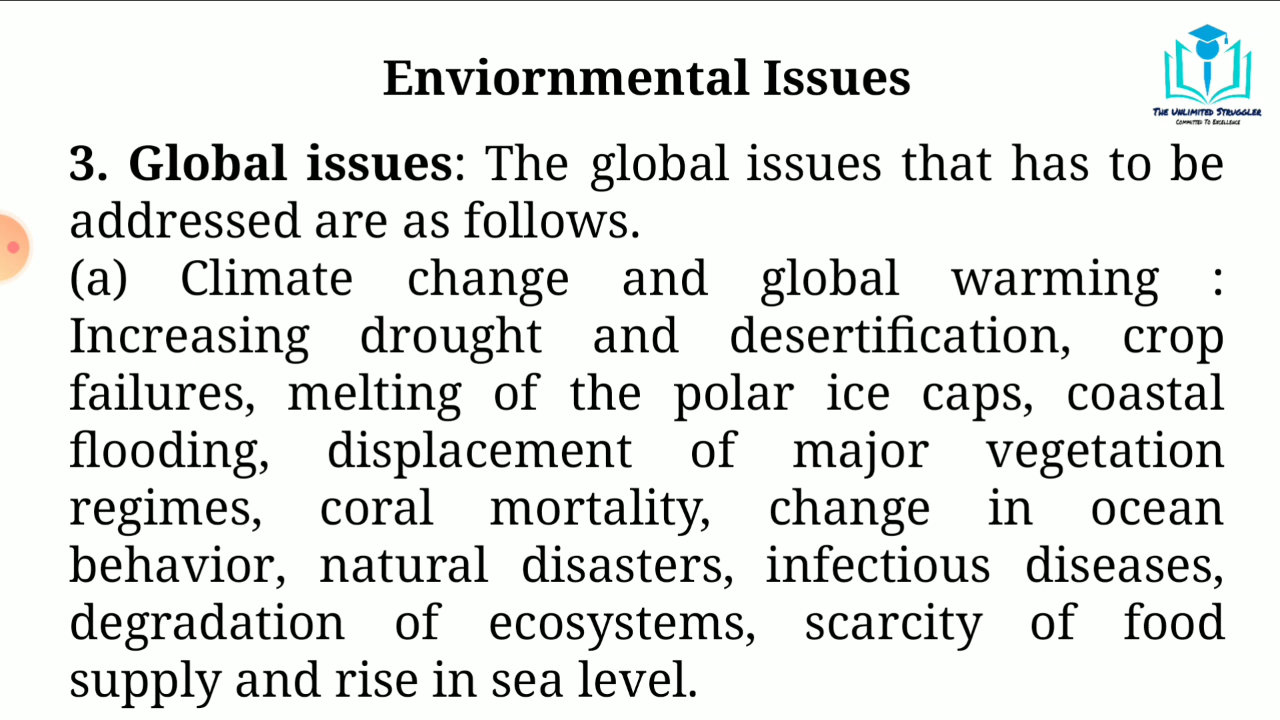 Enviornmental Issues
THE UNLIMITED STRUGGLER
COMMITTED TO EXCELLENCE
3. Global issues: The global issues that has to be
addressed are as follows.
(a) Climate change and global warming :
Increasing drought and desertification, crop
failures, melting of the polar ice caps, coastal
flooding, displacement of major vegetation
regimes, coral mortality, change in ocean
behavior, natural disasters, infectious diseases,
degradation of ecosystems, scarcity of food
supply and rise in sea level.